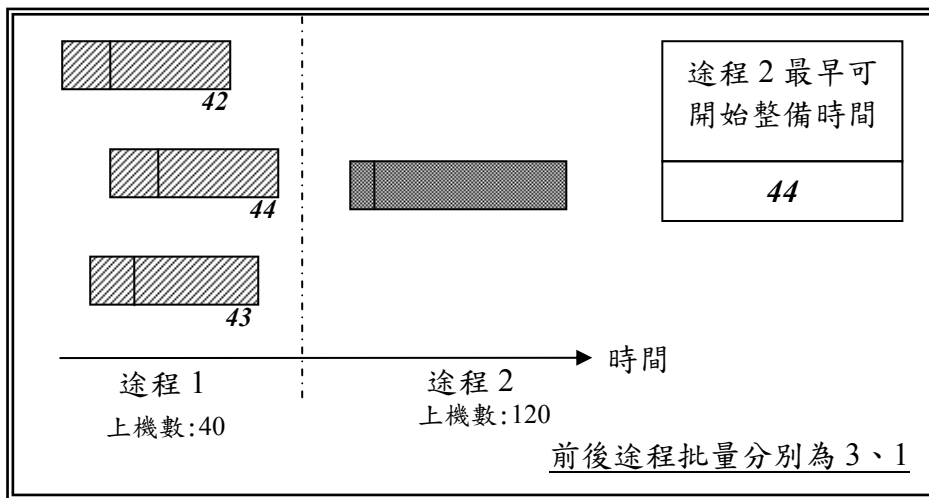 42
途程 2 最早可
開始整備時間
44
44
43
時間
途程 1
途程 2
上機數:40
上機數:120
前後途程批量分別為 3、1